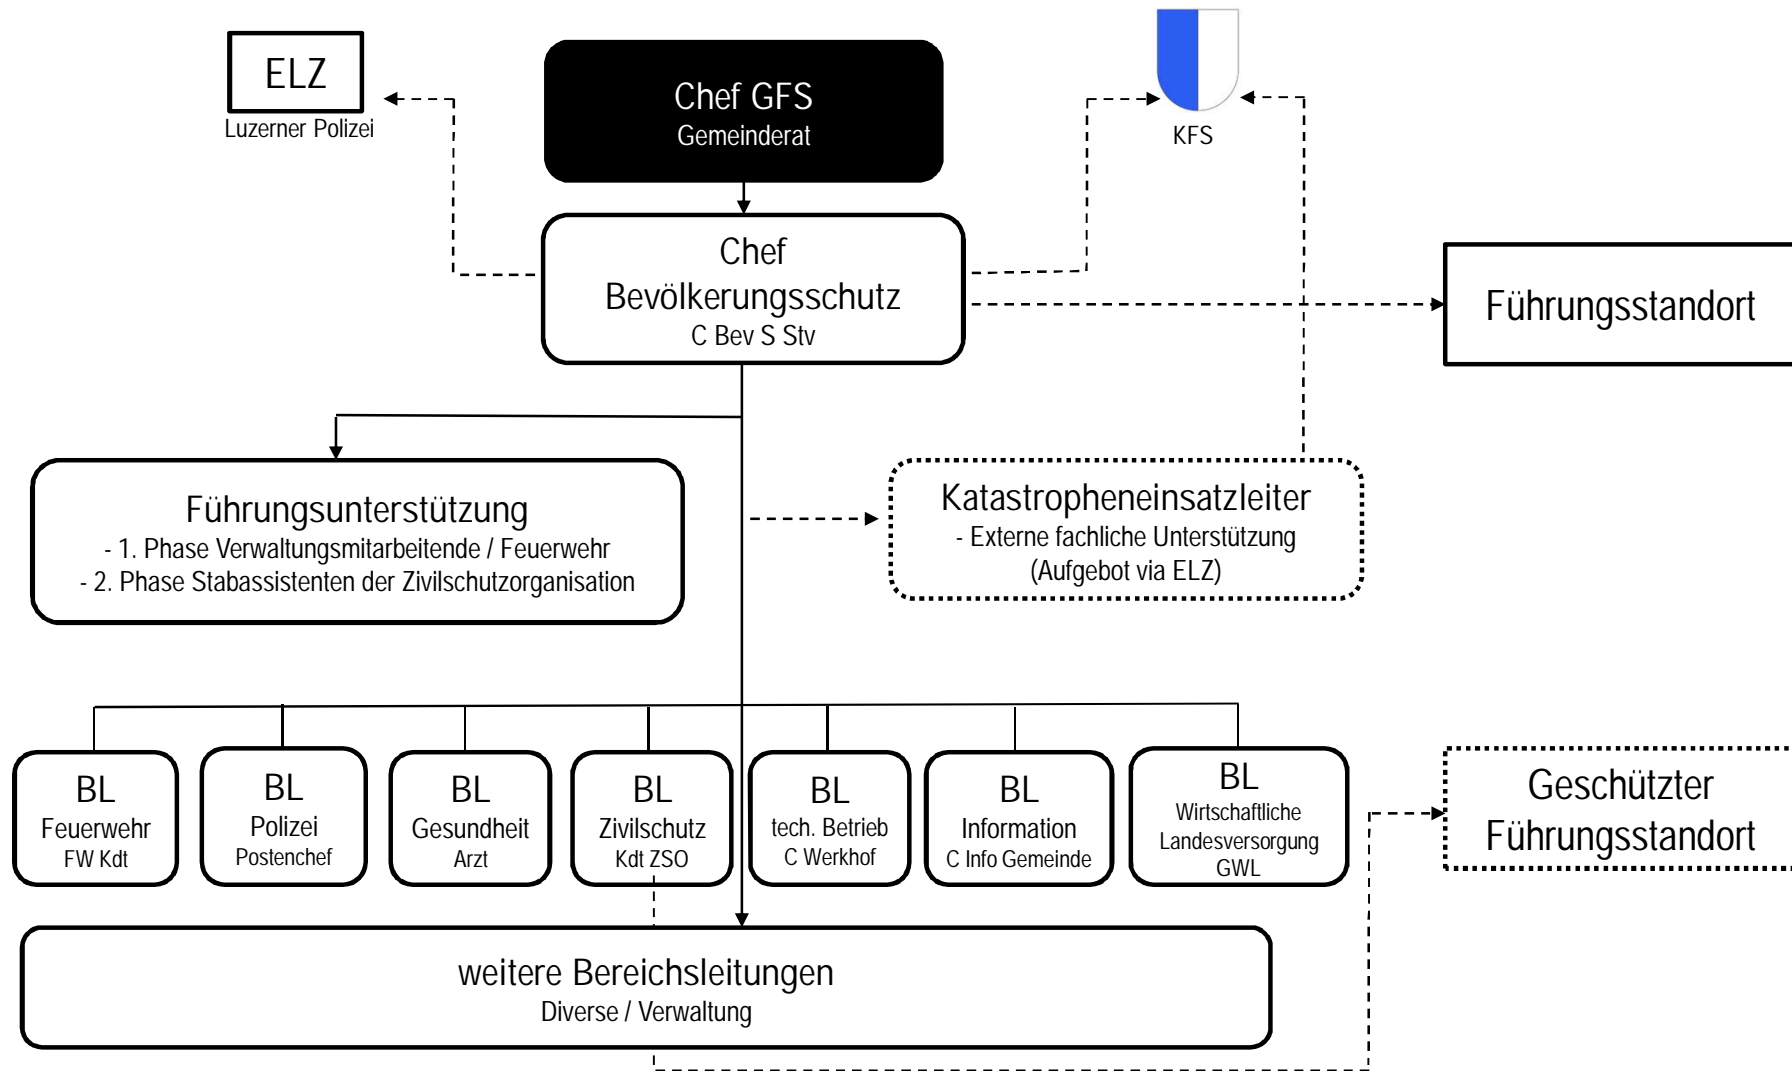 ELZ
Luzerner Polizei
Chef GFS
Gemeinderat
KFS
Chef
Bevölkerungsschutz
C Bev S Stv
Führungsstandort
Führungsunterstützung
- 1. Phase Verwaltungsmitarbeitende / Feuerwehr
- 2. Phase Stabassistenten der Zivilschutzorganisation
Katastropheneinsatzleiter
- Externe fachliche Unterstützung
(Aufgebot via ELZ)
BL
Feuerwehr
FW Kdt
BL
Polizei
Postenchef
BL
Gesundheit
Arzt
BL
Zivilschutz
Kdt ZSO
BL
tech. Betrieb
C Werkhof
BL
Information
C Info Gemeinde
BL
Wirtschaftliche
Landesversorgung
GWL
Geschützter
Führungsstandort
weitere Bereichsleitungen
Diverse / Verwaltung